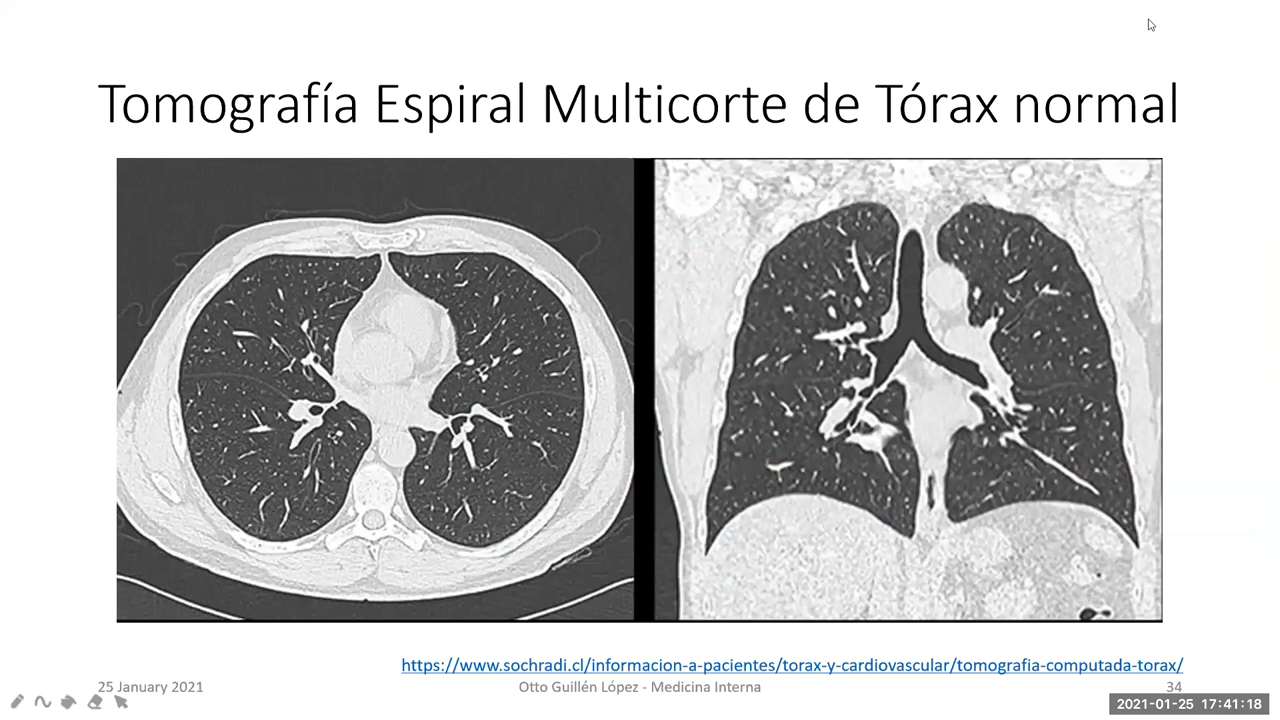 Tomografía Espiral Multicorte de Tórax normal
https://www.sochradi.cl/informacion-a-pacientes/torax-y-cardiovascular/tomografia-computada-torax/
25 January 2021
Otto Guillén López - Medicina Interna
34
2021-01-25 17:41:18